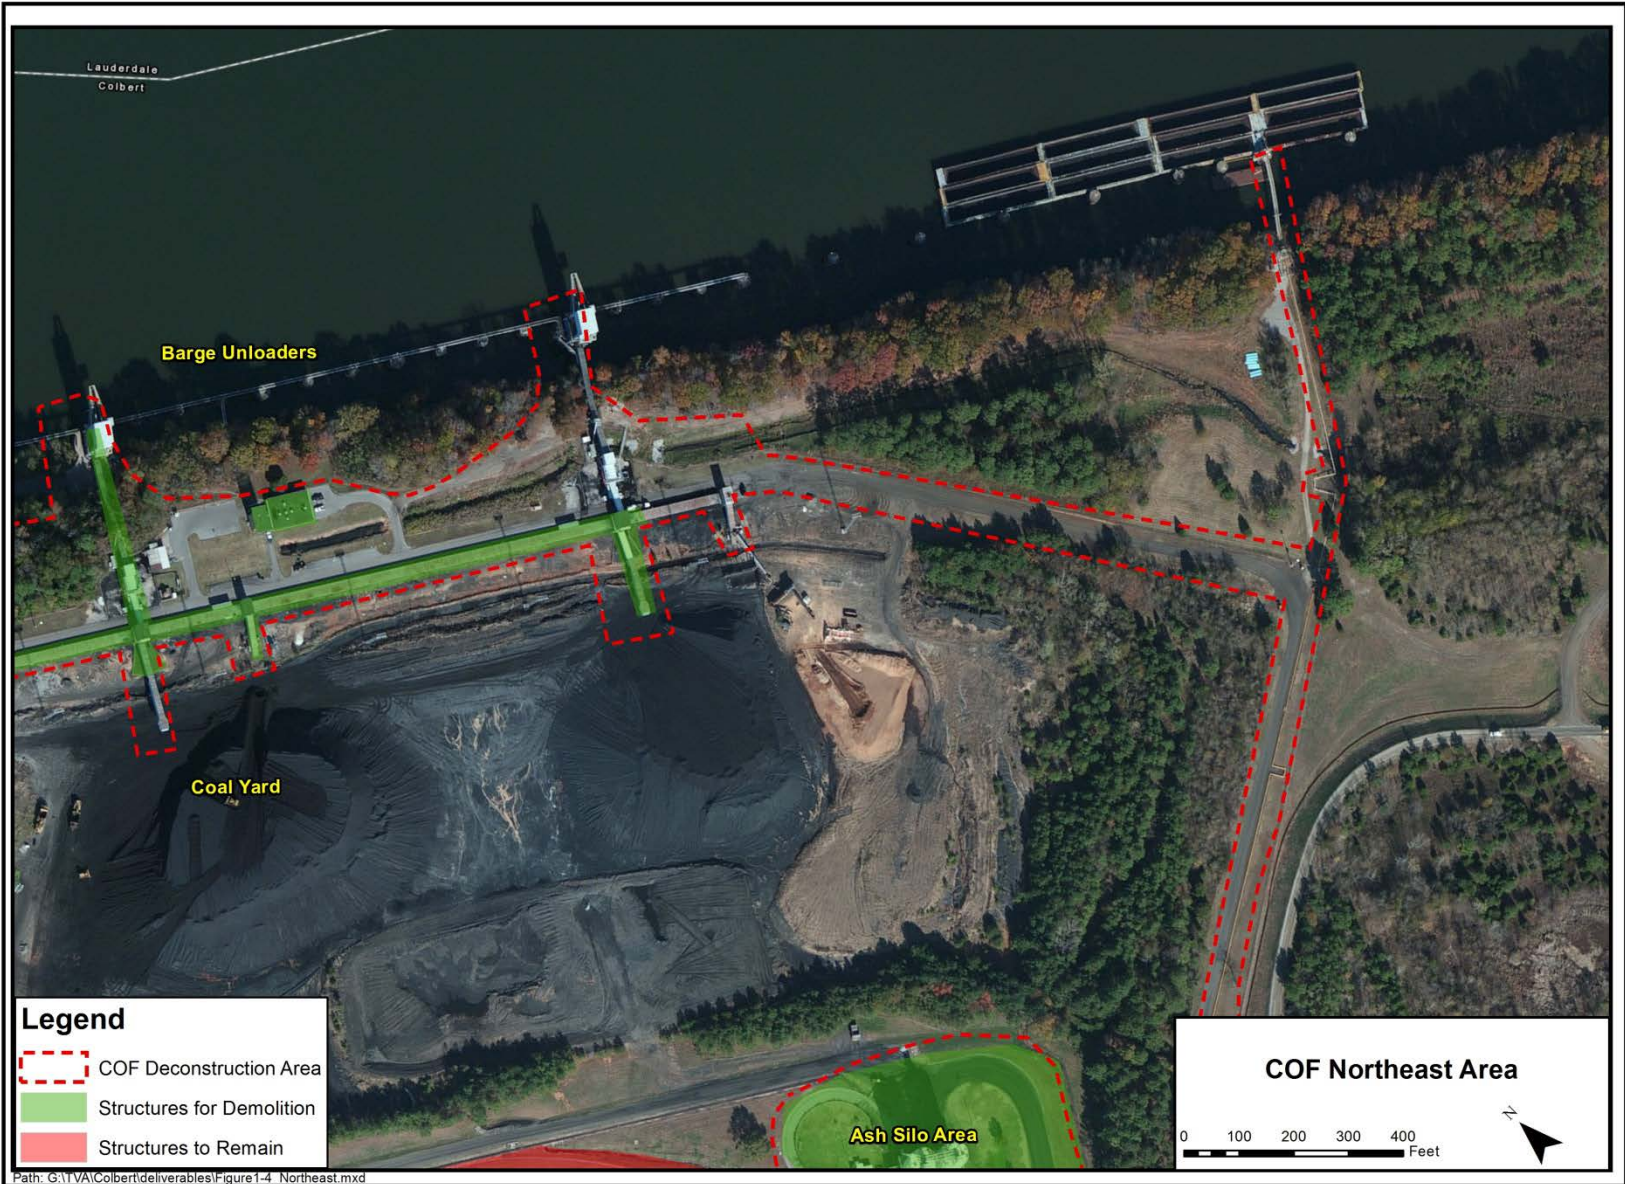 Lauderdale
Colbert
Barge Unloaders
Coal Yard
Ash Silo Area
Legend
COF Deconstruction Area
Structures for Demolition
Structures to Remain
COF Northeast Area
N
0 100 200 300 400
Feet
Path: G:\TVA\Colbert\deliverables\Figure1-4_Northeast.mxd